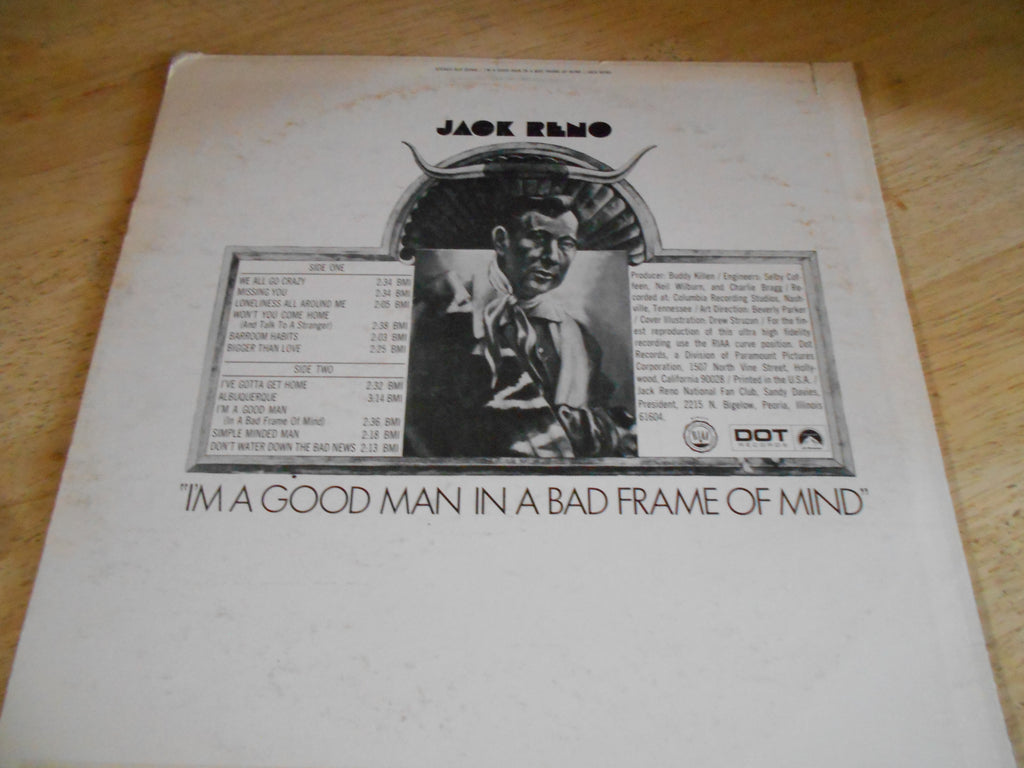 JACK RENO
SIDE ONE
WE ALL GO CRAZY 2:34 BMI
MISSING YOU 2:34 BMI
LONELINESS ALL AROUND ME 2:05 BMI
WON'T YOU COME HOME
(And Talk To A Stranger) 2:38 BMI
BARROOM HABITS 2:03 BMI
BIGGER THAN LOVE 2:25 BMI
SIDE TWO
I'VE GOTTA GET HOME 2:32 BMI
ALBUQUERQUE 3:14 BMI
I'M A GOOD MAN
(In A Bad Frame Of Mind) 2:36 BMI
SIMPLE MINDED MAN 2:18 BMI
DON'T WATER DOWN THE BAD NEWS 2:13 BMI
Producer: Buddy Killen / Engineers: Selby Cof-
feen, Neil Wilburn, and Charlie Bragg / Re-
corded at: Columbia Recording Studios, Nash-
ville, Tennessee / Art Direction: Beverly Parker
/ Cover Illustration: Drew Struzan / For the fin-
est reproduction of this ultra high fidelity
recording use the RIAA curve position. Dot
Records, a Division of Paramount Pictures
Corporation, 1507 North Vine Street, Holly-
wood, California 90028 / Printed in the U.S.A. /
Jack Reno National Fan Club, Sandy Davies,
President, 2215 N. Bigelow, Peoria, Illinois
61604.
DOT
RECORDS
"I'M A GOOD MAN IN A BAD FRAME OF MIND"